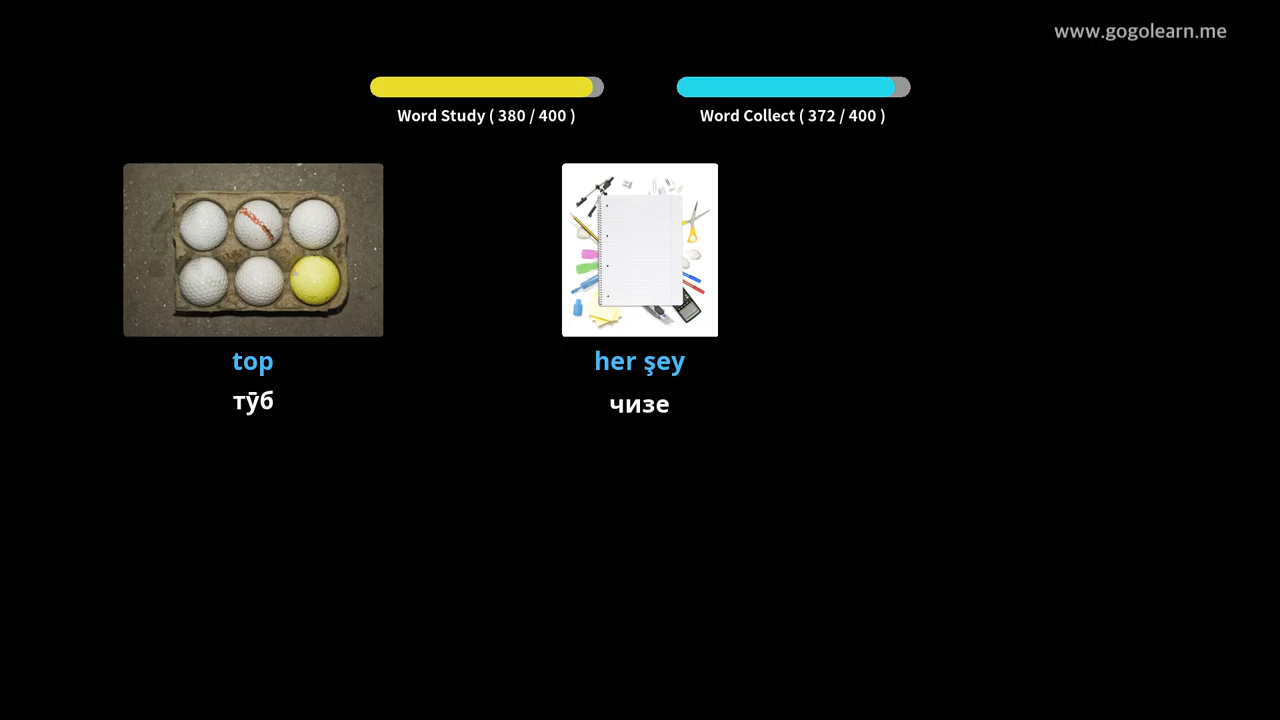 www.gogolearn.me
Word Study ( 380 / 400 )
Word Collect ( 372 / 400 )
top
тӯб
her şey
чизе